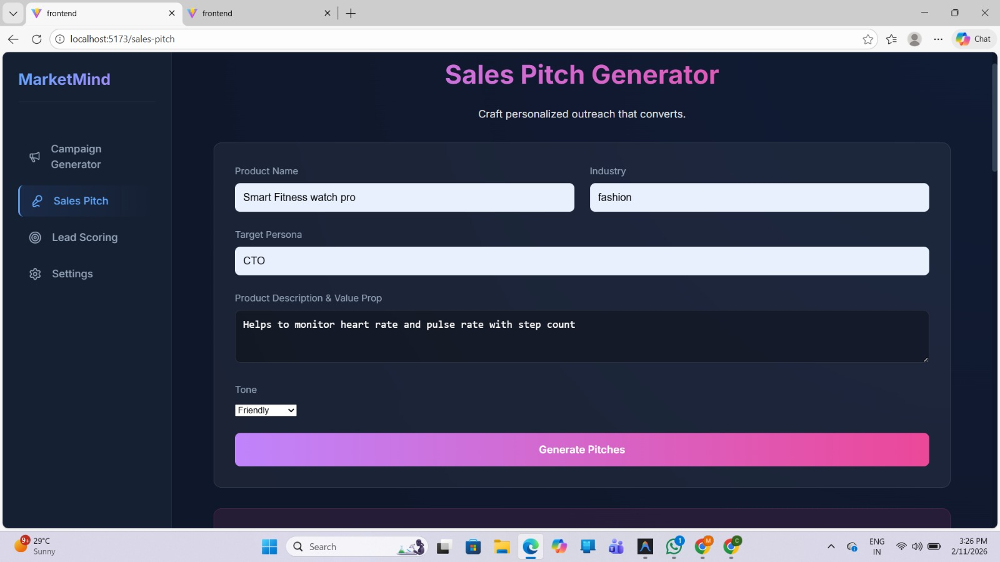 frontend
frontend
localhost:5173/sales-pitch
Chat
MarketMind
Campaign
Generator
Sales Pitch
Lead Scoring
Settings
Sales Pitch Generator
Craft personalized outreach that converts.
Product Name
Industry
Smart Fitness watch pro
fashion
Target Persona
CTO
Product Description & Value Prop
Helps to monitor heart rate and pulse rate with step count
Tone
Friendly
Generate Pitches
9+
29°C
Sunny
Search
T
1
M
C
ENG
IN
3:26 PM
2/11/2026